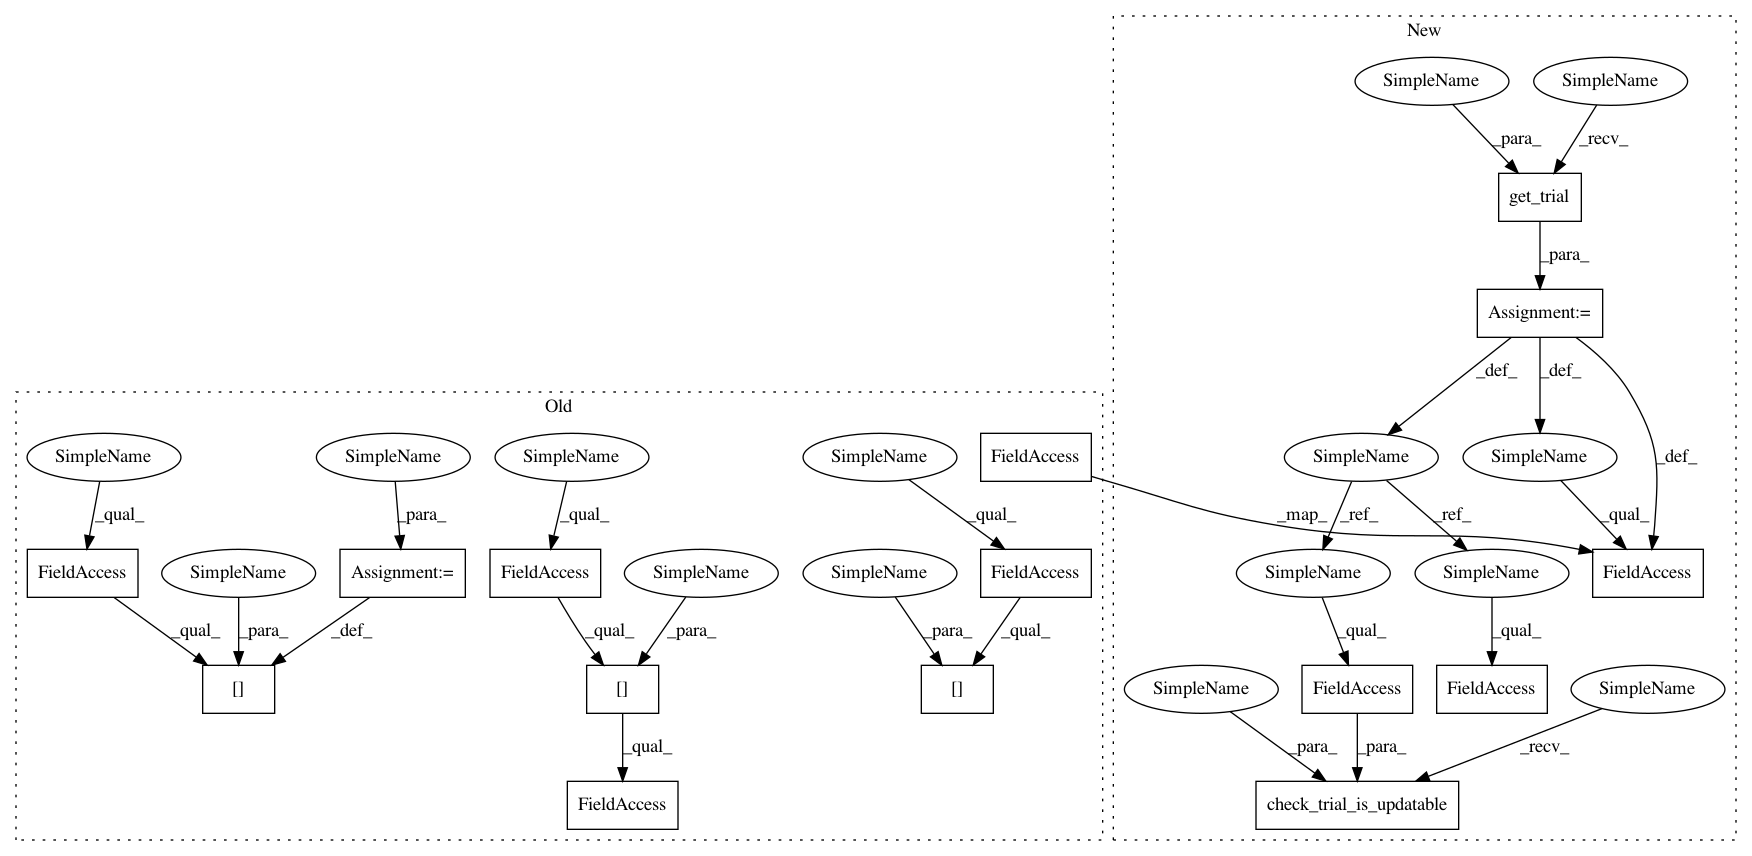 New
SimpleName
SimpleName
_para_
_recv_
get_trial
_para_
Assignment:=
_def_
_def_
_def_
Old
SimpleName
SimpleName
SimpleName
SimpleName
FieldAccess
SimpleName
SimpleName
_qual_
_para_
_qual_
_qual_
_map_
_ref_
_ref_
_qual_
FieldAccess
SimpleName
Assignment:=
FieldAccess
SimpleName
SimpleName
FieldAccess
SimpleName
SimpleName
FieldAccess
_qual_
_para_
_def_
_qual_
_para_
_para_
_qual_
_qual_
_qual_
[]
[]
[]
SimpleName
FieldAccess
FieldAccess
SimpleName
_qual_
_para_
_para_
_recv_
FieldAccess
check_trial_is_updatable